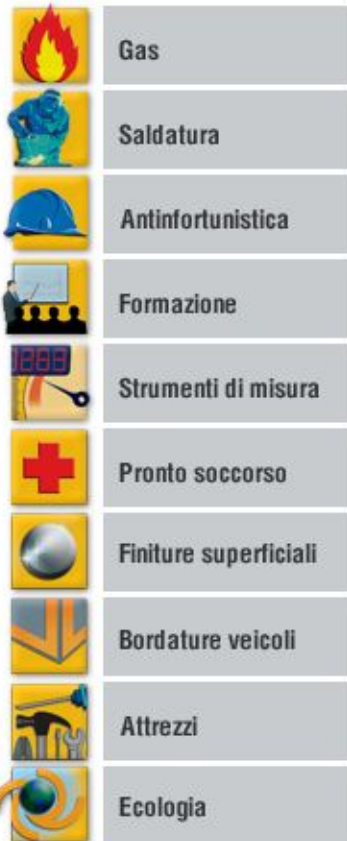 Gas
Saldatura
Antinfortunistica
Formazione
Strumenti di misura
Pronto soccorso
Finiture superficiali
Bordature veicoli
Attrezzi
Ecologia